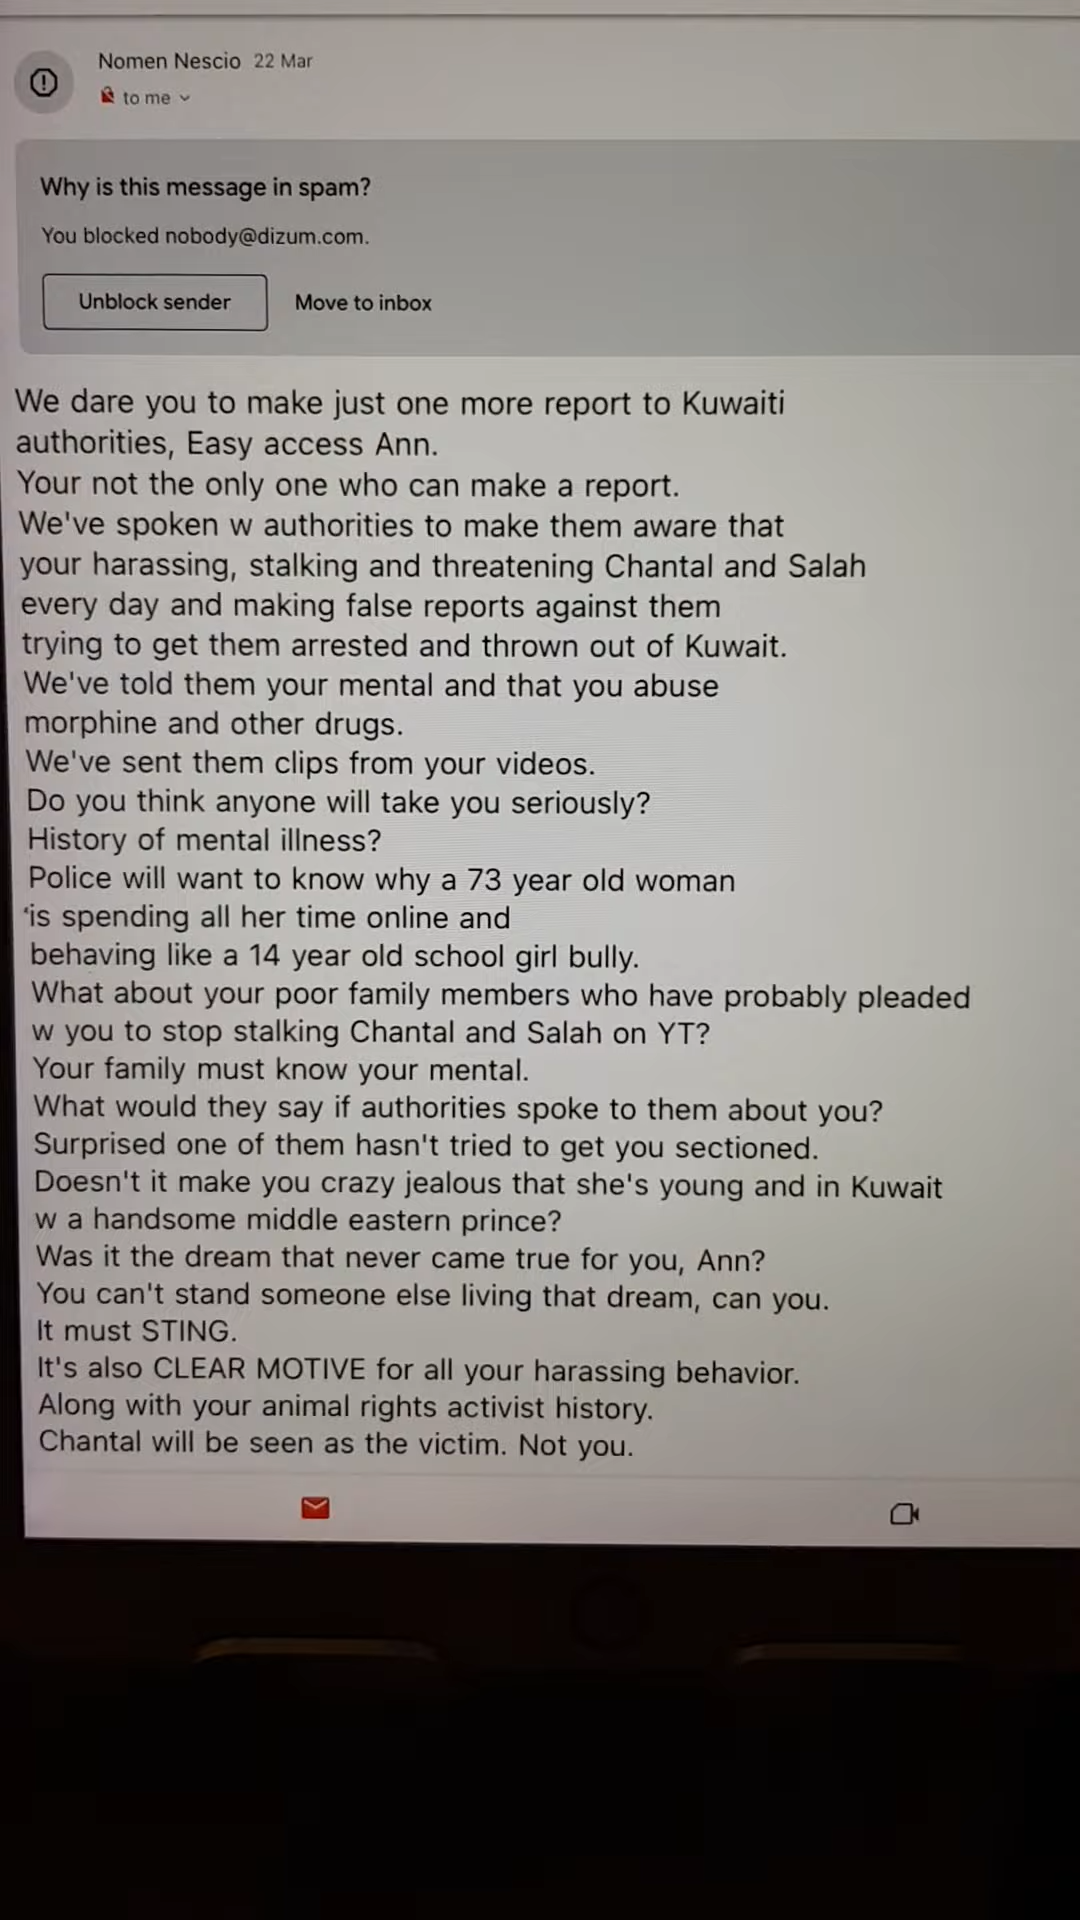 Nomen Nescio 22 Mar
to me
Why is this message in spam?
You blocked nobody@dizum.com.
Unblock sender Move to inbox
We dare you to make just one more report to Kuwaiti
authorities, Easy access Ann.
Your not the only one who can make a report.
We've spoken w authorities to make them aware that
your harassing, stalking and threatening Chantal and Salah
every day and making false reports against them
trying to get them arrested and thrown out of Kuwait.
We've told them your mental and that you abuse
morphine and other drugs.
We've sent them clips from your videos.
Do you think anyone will take you seriously?
History of mental illness?
Police will want to know why a 73 year old woman
is spending all her time online and
behaving like a 14 year old school girl bully.
What about your poor family members who have probably pleaded
w you to stop stalking Chantal and Salah on YT?
Your family must know your mental.
What would they say if authorities spoke to them about you?
Surprised one of them hasn't tried to get you sectioned.
Doesn't it make you crazy jealous that she's young and in Kuwait
w a handsome middle eastern prince?
Was it the dream that never came true for you, Ann?
You can't stand someone else living that dream, can you.
It must STING.
It's also CLEAR MOTIVE for all your harassing behavior.
Along with your animal rights activist history.
Chantal will be seen as the victim. Not you.